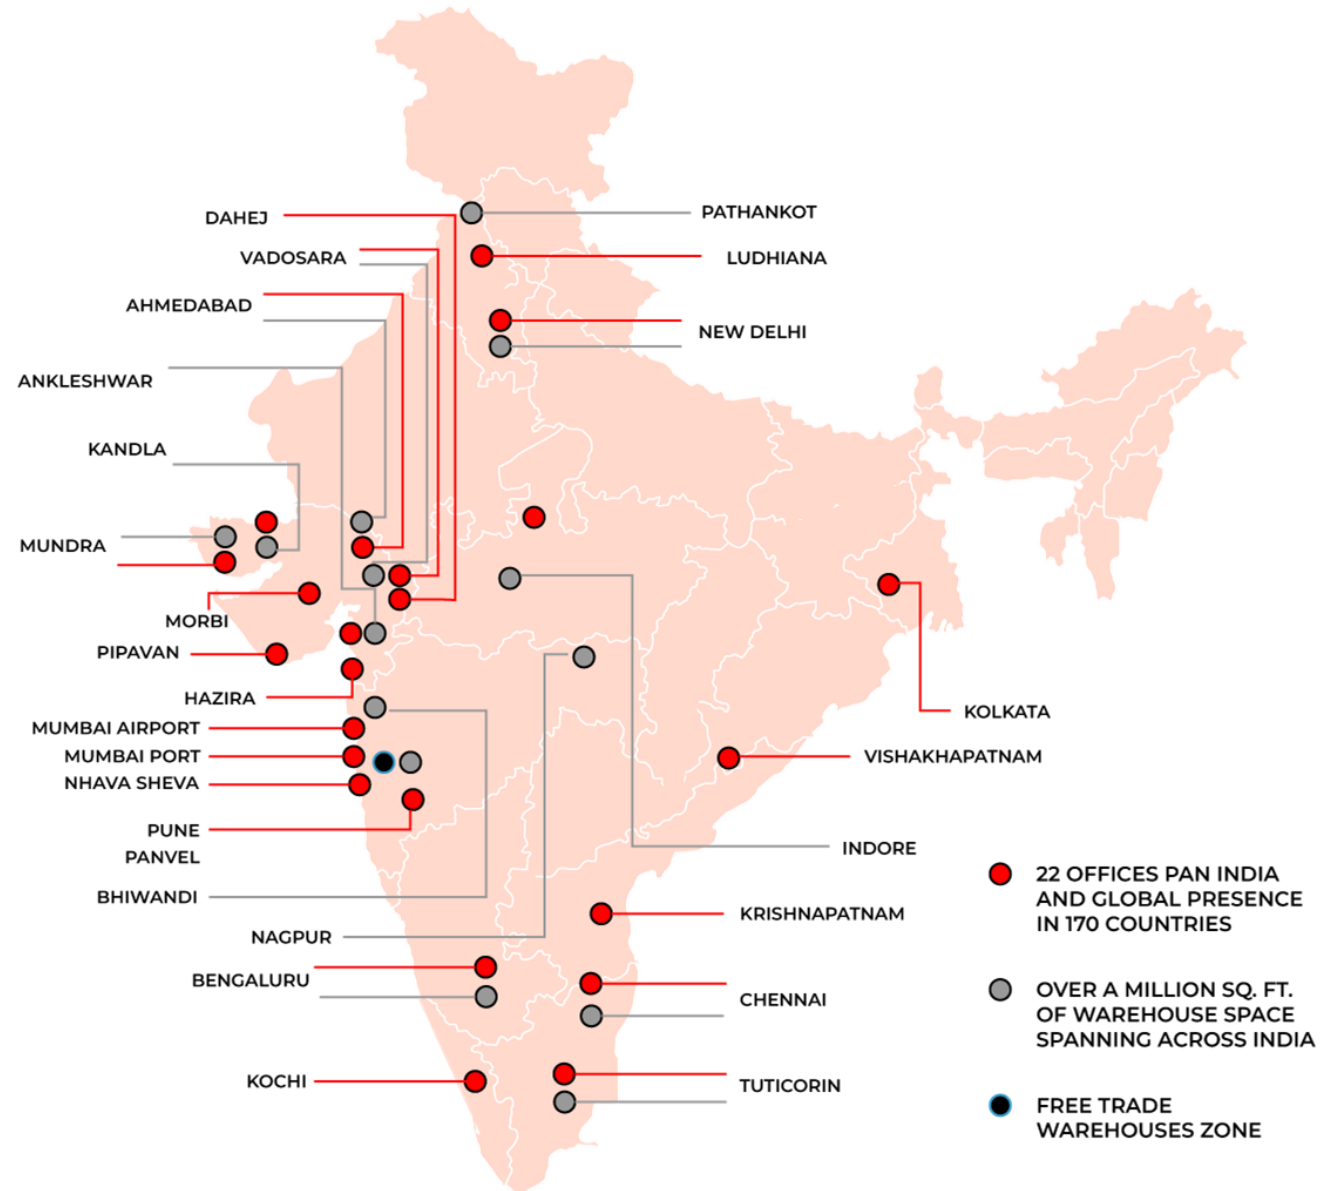 PATHANKOT
DAHEJ
LUDHIANA
VADOSARA
AHMEDABAD
NEW DELHI
ANKLESHWAR
KANDLA
MUNDRA
MORBI
PIPAVAN
HAZIRA
KOLKATA
MUMBAI AIRPORT
MUMBAI PORT
VISHAKHAPATNAM
NHAVA SHEVA
PUNE
PANVEL
INDORE
BHIWANDI
KRISHNAPATNAM
NAGPUR
BENGALURU
CHENNAI
KOCHI
TUTICORIN
22 OFFICES PAN INDIA
AND GLOBAL PRESENCE
IN 170 COUNTRIES
OVER A MILLION SQ. FT.
OF WAREHOUSE SPACE
SPANNING ACROSS INDIA
FREE TRADE
WAREHOUSES ZONE